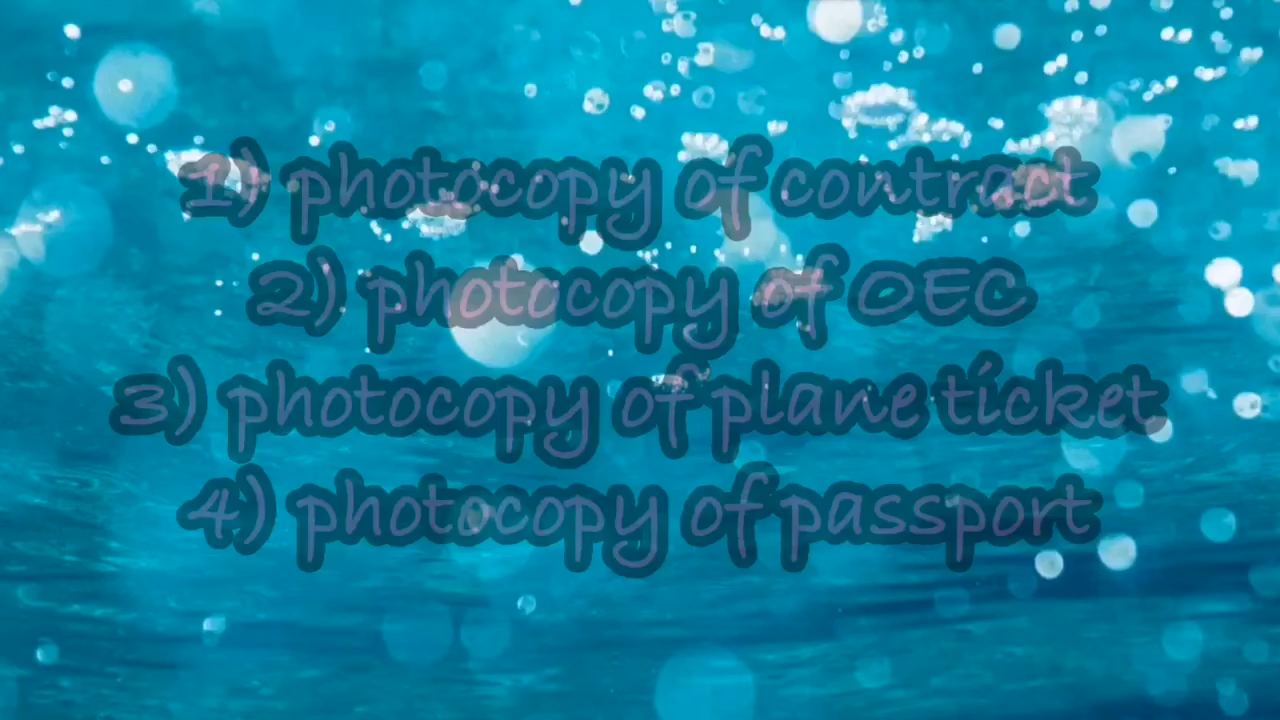 1) photocopy of contract
2) photocopy of OEC
3) photocopy of plane ticket
4) photocopy of passport